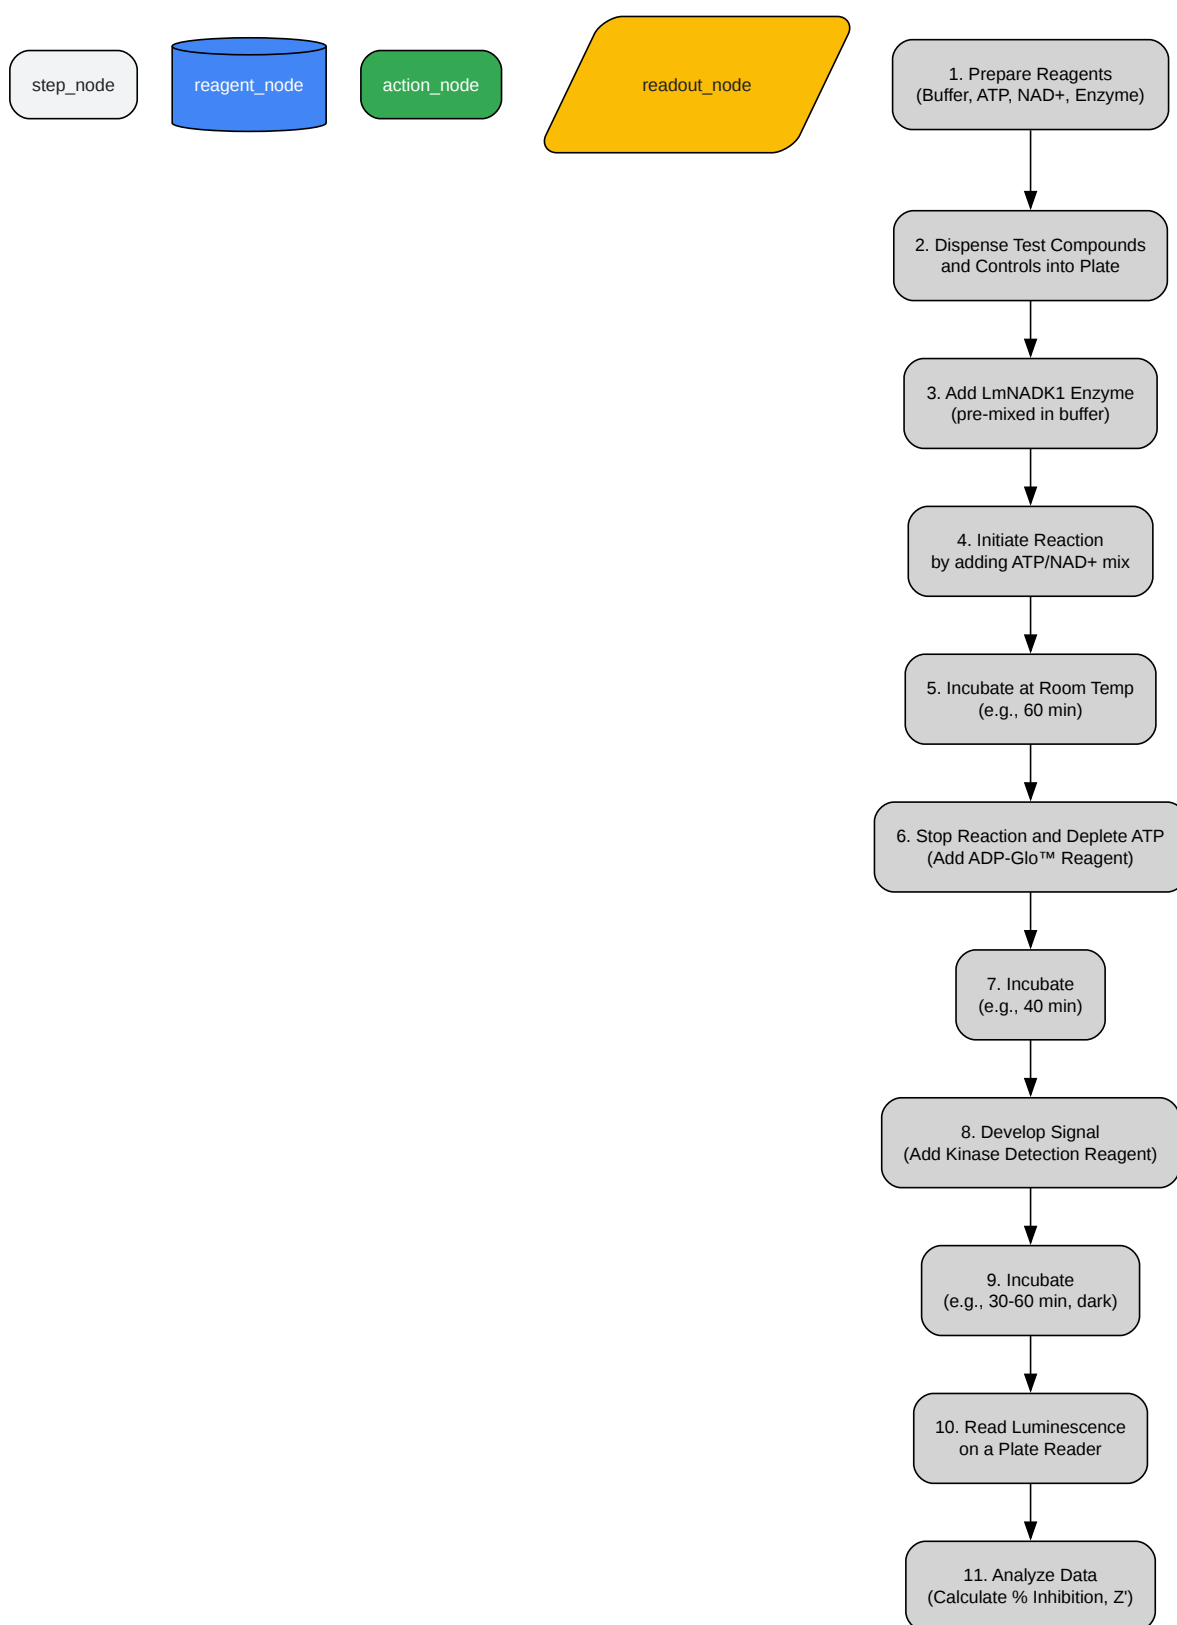 step_node
reagent_node
action_node
readout_node
1. Prepare Reagents
(Buffer, ATP, NAD+, Enzyme)
2. Dispense Test Compounds
and Controls into Plate
3. Add LmNADK1 Enzyme
(pre-mixed in buffer)
4. Initiate Reaction
by adding ATP/NAD+ mix
5. Incubate at Room Temp
(e.g., 60 min)
6. Stop Reaction and Deplete ATP
(Add ADP-Glo™ Reagent)
7. Incubate
(e.g., 40 min)
8. Develop Signal
(Add Kinase Detection Reagent)
9. Incubate
(e.g., 30-60 min, dark)
10. Read Luminescence
on a Plate Reader
11. Analyze Data
(Calculate % Inhibition, Z')